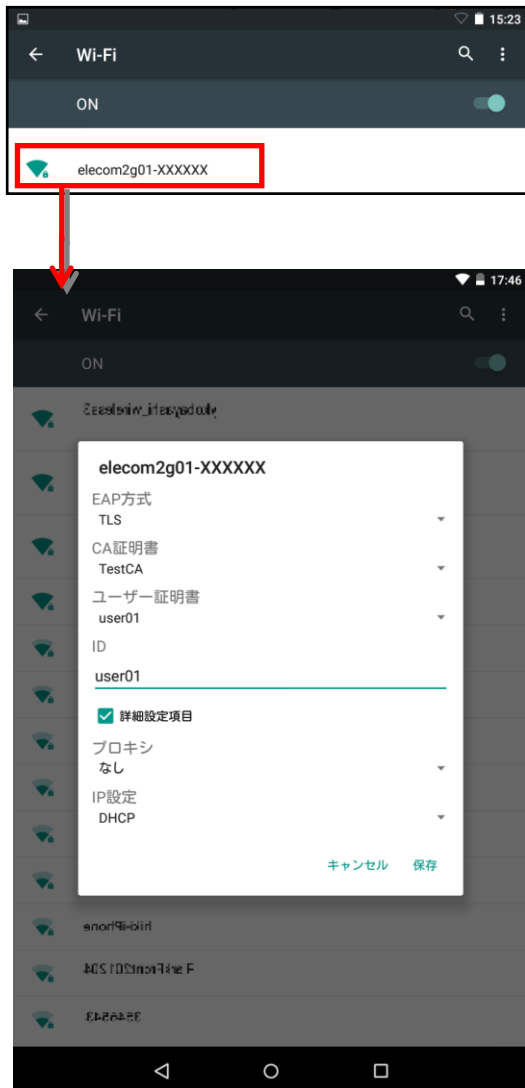 15:23
Wi-Fi
ON
elecom2g01-XXXXXX
17:46
Wi-Fi
ON
elecom2g01-XXXXXX
EAP方式
TLS
CA証明書
TestCA
ユーザー証明書
user01
ID
user01
詳細設定項目
プロキシ
なし
IP設定
DHCP
キャンセル 保存
hiki-iPhone
3546543